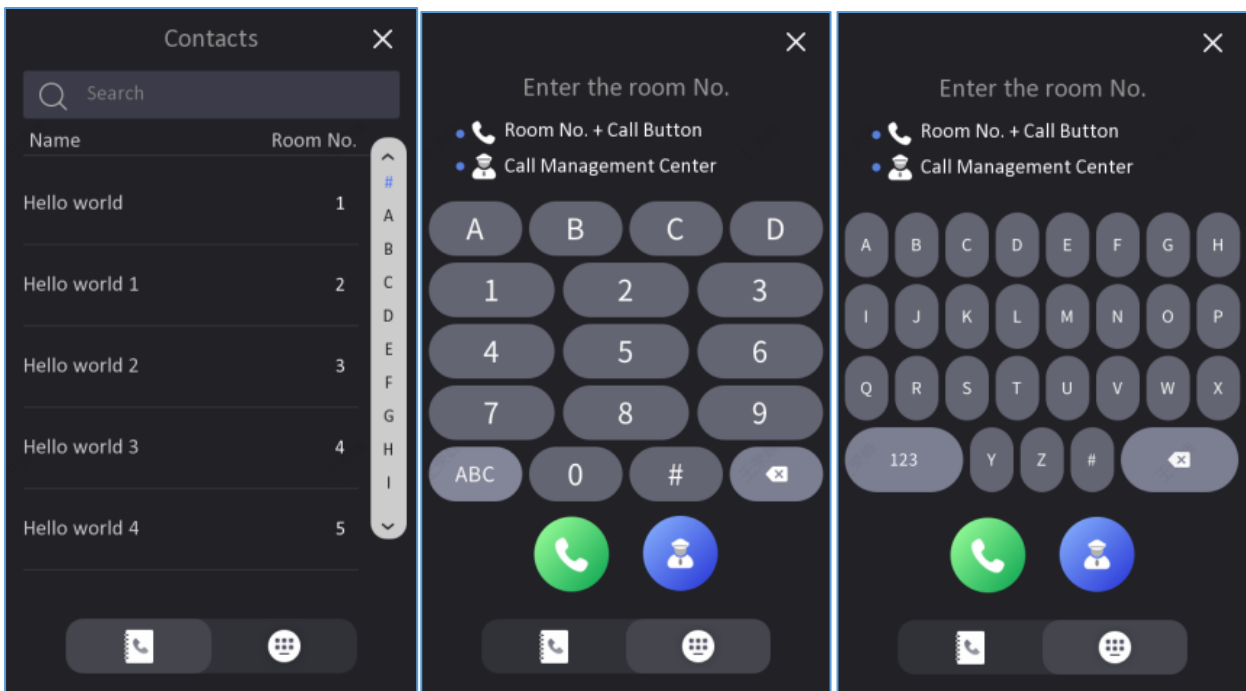 Contacts
Search
Name Room No.
Hello world 1
Hello world 1 2
Hello world 2 3
Hello world 3 4
Hello world 4 5
#
A
B
C
D
E
F
G
H
I
Enter the room No.
Room No. + Call Button
Call Management Center
A B C D
1 2 3
4 5 6
7 8 9
ABC 0 #
Enter the room No.
Room No. + Call Button
Call Management Center
A B C D E F G H
I J K L M N O P
Q R S T U V W X
123 Y Z #